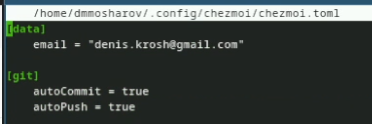 /home/dmmosharov/.config/chezmoi/chezmoi.toml
[data]
email = "denis.krosh@gmail.com"
[git]
autoCommit = true
autoPush = true